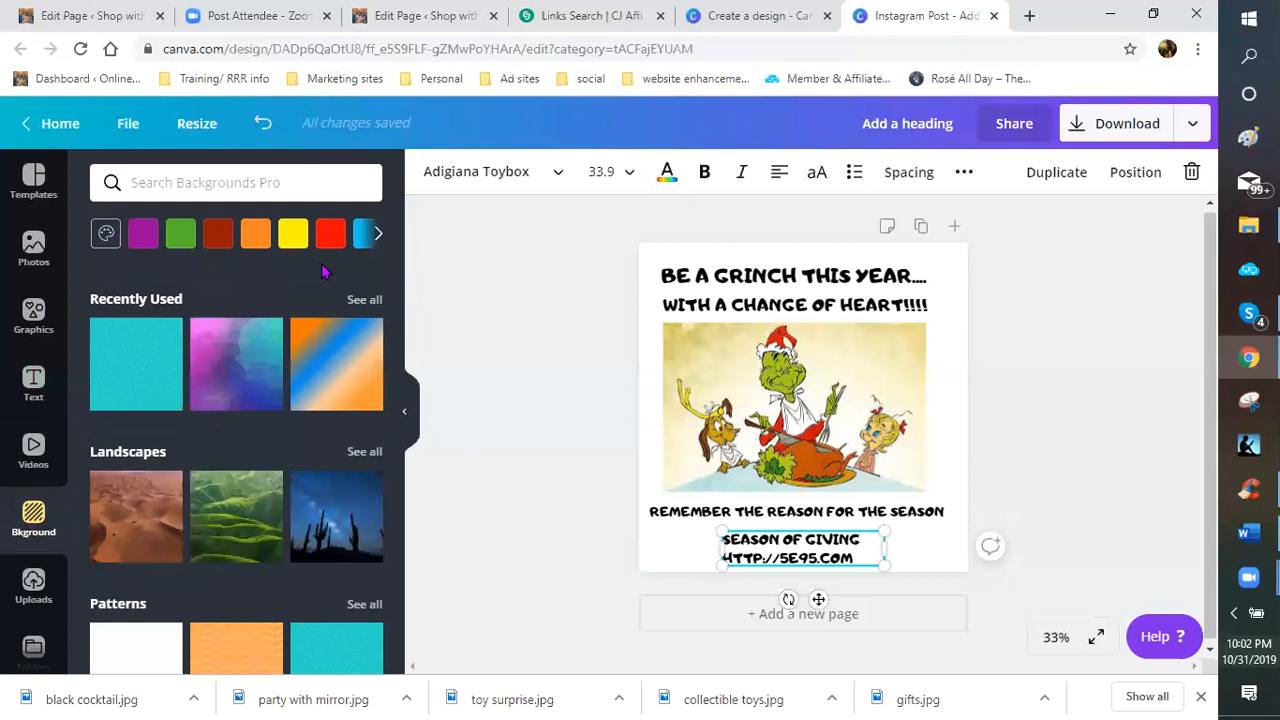 Edit Page ‹ Shop with
Post Attendee - Zoom
Edit Page ‹ Shop with
Links Search | CJ Affi
Create a design - Can
Instagram Post - Add
canva.com/design/DADp6QaOtU8/ff_e5S9FLF-gZMwPoYHArA/edit?category=tACFajEYUAM
Dashboard ‹ Online...
Training/ RRR info
Marketing sites
Personal
Ad sites
social
website enhanceme...
Member & Affiliate...
Rosé All Day – The...
Home
File
Resize
All changes saved
Add a heading
Share
Download
Templates
Photos
Graphics
Text
Videos
Bkground
Uploads
Folders
Search Backgrounds Pro
Recently Used
See all
Landscapes
See all
Patterns
See all
Adigiana Toybox
33.9
A
B
I
aA
Spacing
•••
Duplicate
Position
BE A GRINCH THIS YEAR....
WITH A CHANGE OF HEART!!!!
REMEMBER THE REASON FOR THE SEASON
SEASON OF GIVING
HTTP://5E95.COM
+ Add a new page
33%
Help ?
99+
4
10:02 PM
10/31/2019
black cocktail.jpg
party with mirror.jpg
toy surprise.jpg
collectible toys.jpg
gifts.jpg
Show all